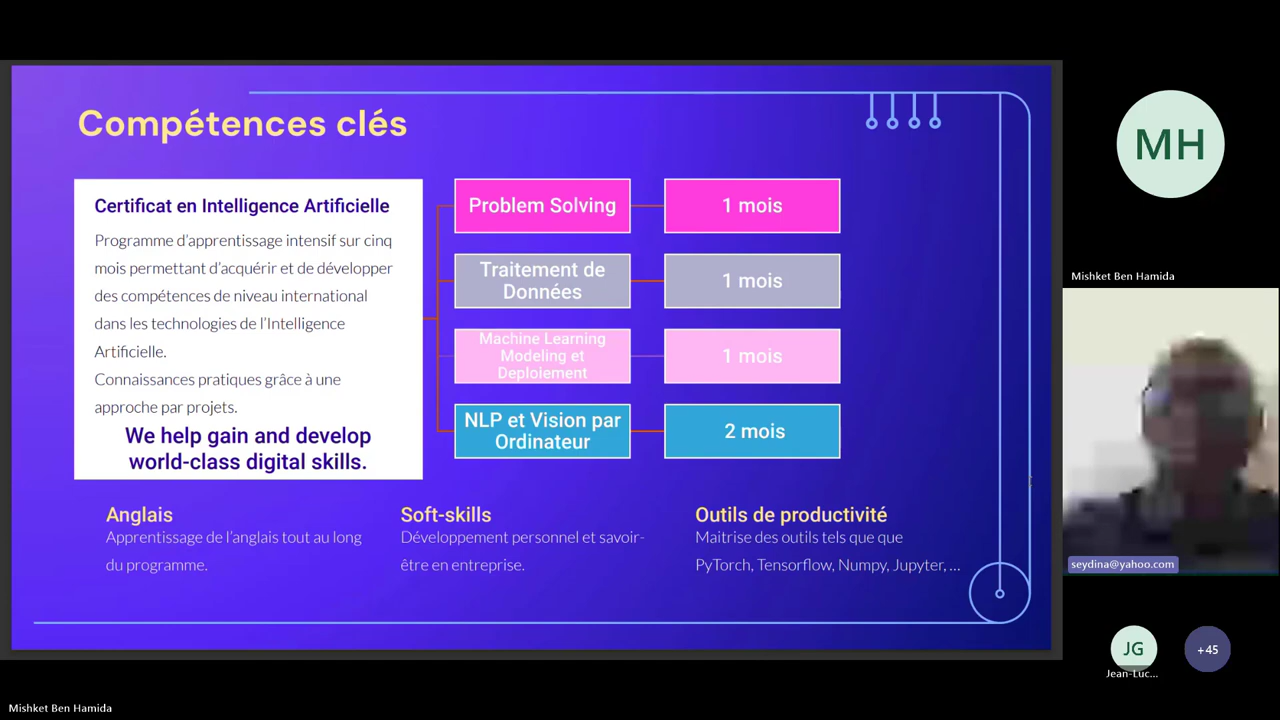 Compétences clés
Certificat en Intelligence Artificielle
Programme d'apprentissage intensif sur cinq
mois permettant d'acquérir et de développer
des compétences de niveau international
dans les technologies de l'Intelligence
Artificielle.
Connaissances pratiques grâce à une
approche par projets.
We help gain and develop
world-class digital skills.
Problem Solving
1 mois
Traitement de
Données
1 mois
Machine Learning
Modeling et
Deploiement
1 mois
NLP et Vision par
Ordinateur
2 mois
Anglais
Apprentissage de l'anglais tout au long
du programme.
Soft-skills
Développement personnel et savoir-
être en entreprise.
Outils de productivité
Maitrise des outils tels que que
PyTorch, Tensorflow, Numpy, Jupyter, ...
MH
Mishket Ben Hamida
seydina@yahoo.com
JG
Jean-Luc...
+45
Mishket Ben Hamida